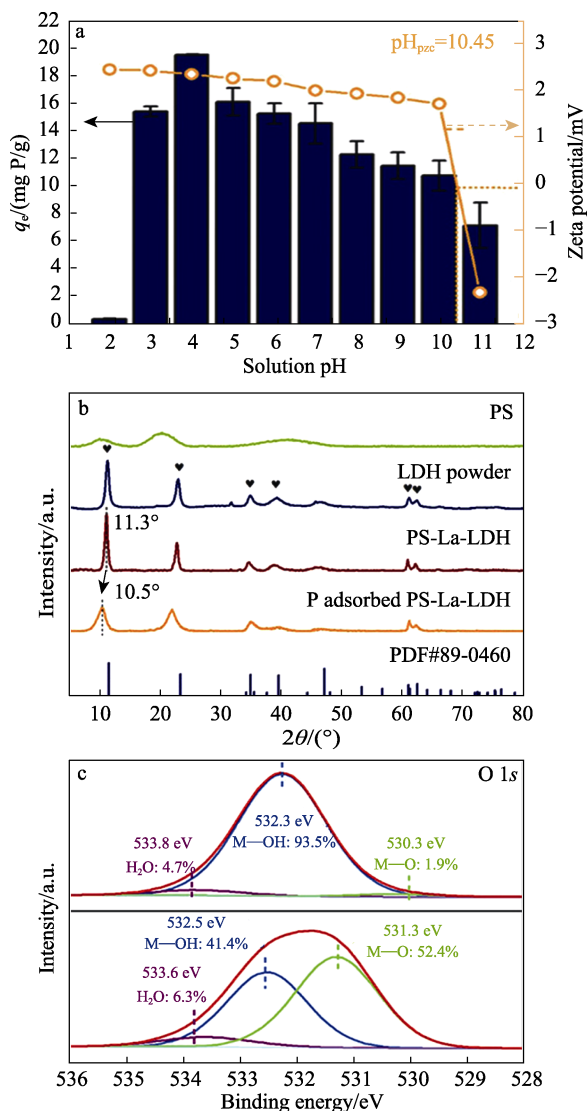 a
pHpzc=10.45
22
20
18
16
14
12
10
8
6
4
2
0
qe/(mg P/g)
3
2
1
0
−1
−2
−3
Zeta potential/mV
1 2 3 4 5 6 7 8 9 10 11 12
Solution pH
b
PS
LDH powder
11.3°
PS-La-LDH
10.5°
P adsorbed PS-La-LDH
PDF#89-0460
Intensity/a.u.
10 20 30 40 50 60 70 80
2θ/(°)
c
O 1s
533.8 eV
H₂O: 4.7%
532.3 eV
M—OH: 93.5%
530.3 eV
M—O: 1.9%
532.5 eV
M—OH: 41.4%
531.3 eV
M—O: 52.4%
533.6 eV
H₂O: 6.3%
Intensity/a.u.
536 535 534 533 532 531 530 529 528
Binding energy/eV